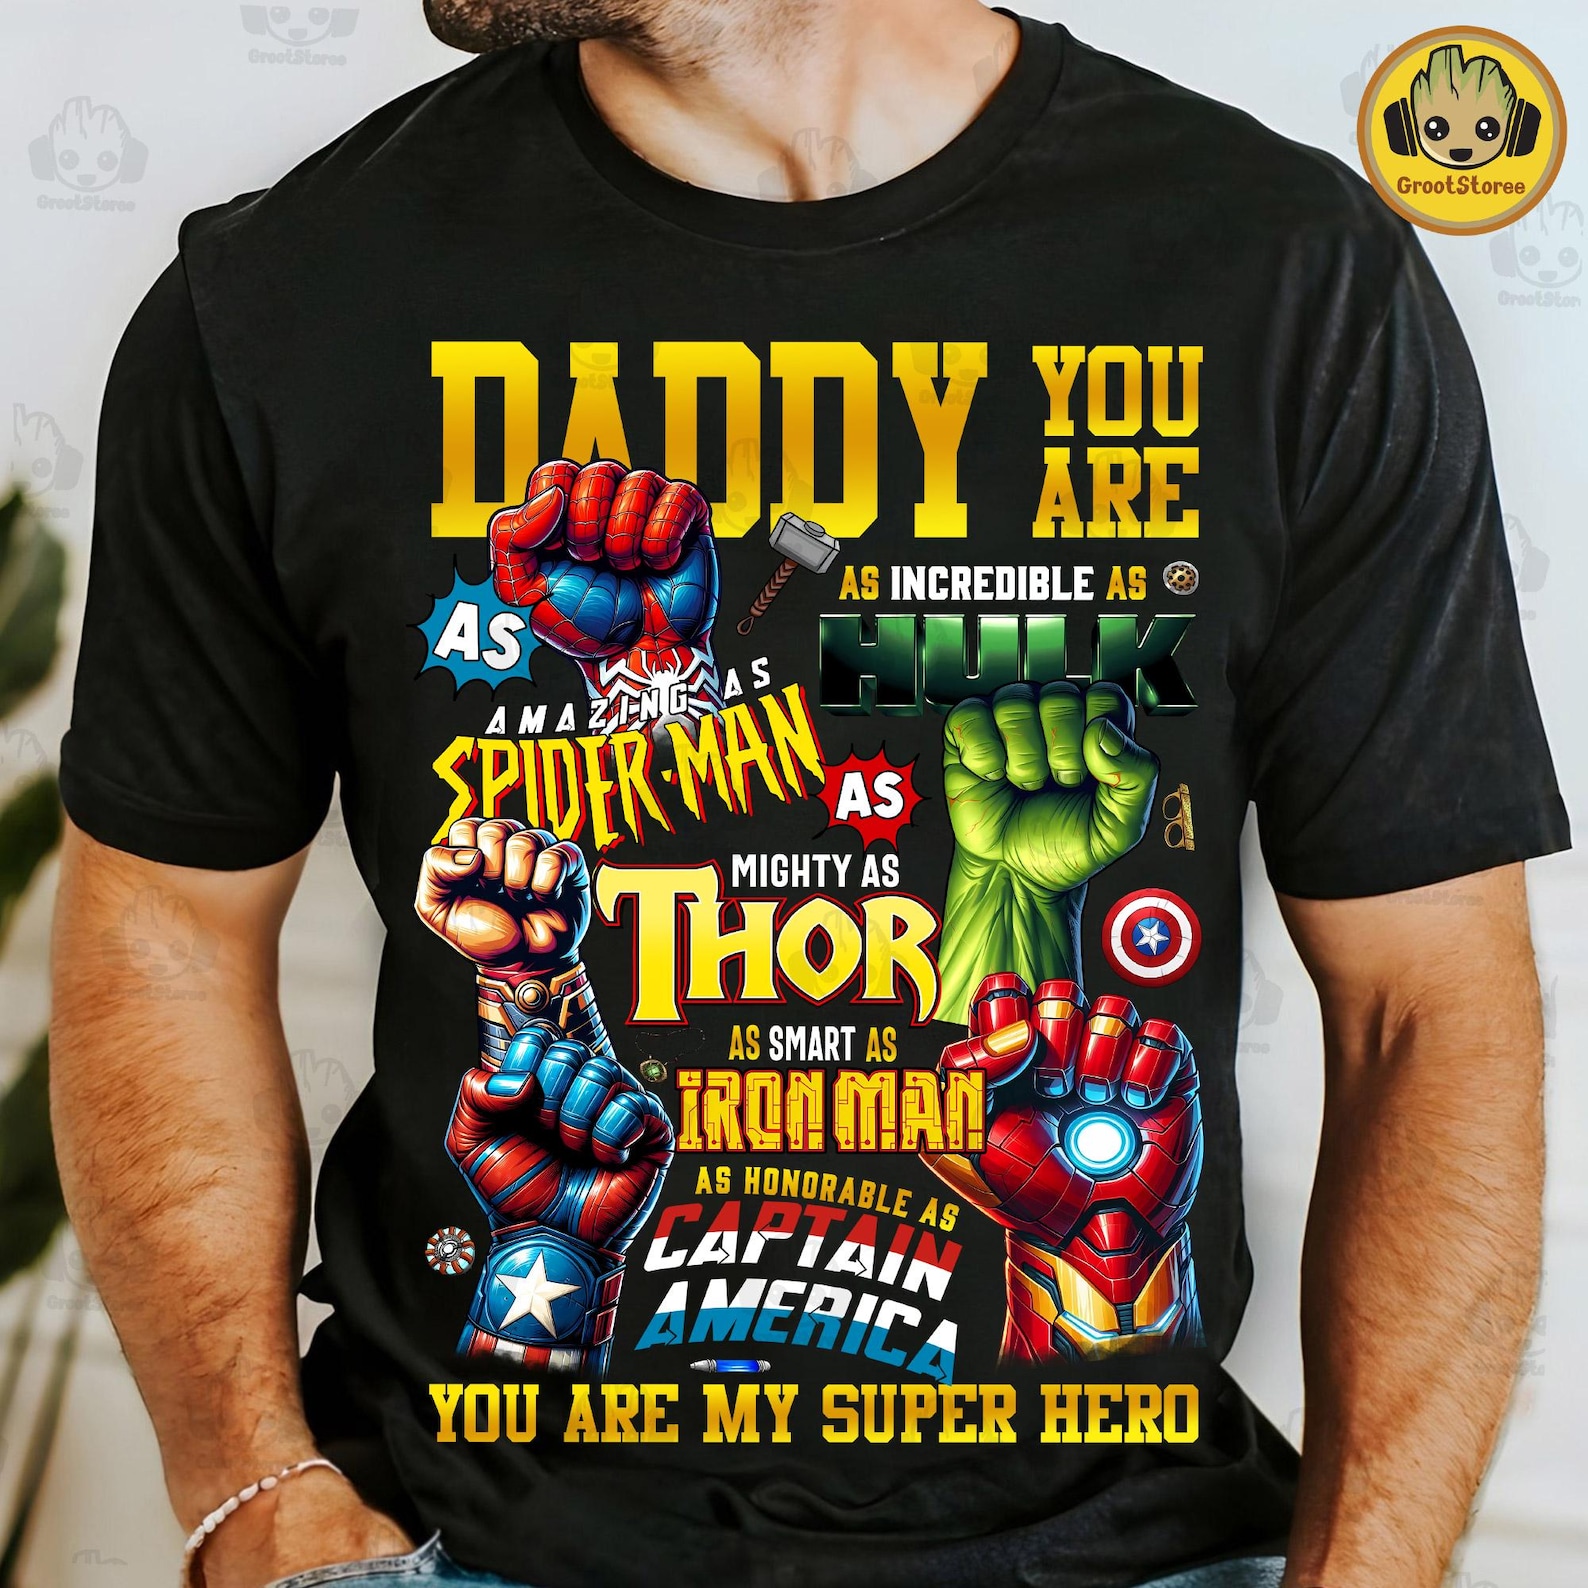 GrootStoree
DADDY YOU
ARE
AS INCREDIBLE AS
HULK
AS
AMAZING AS
SPIDER-MAN
AS
MIGHTY AS
THOR
AS SMART AS
IRON MAN
AS HONORABLE AS
CAPTAIN
AMERICA
YOU ARE MY SUPER HERO